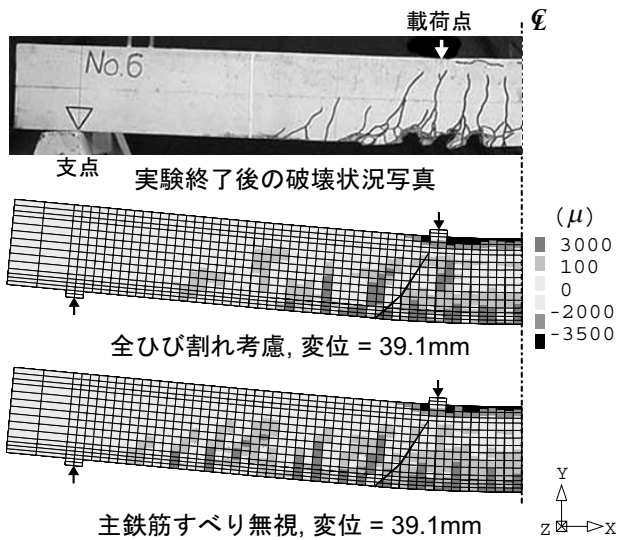 載荷点
℄
No.6
支点
実験終了後の破壊状況写真
(μ)
3000
100
0
-2000
-3500
全ひび割れ考慮, 変位 = 39.1mm
主鉄筋すべり無視, 変位 = 39.1mm
Y
Z
X